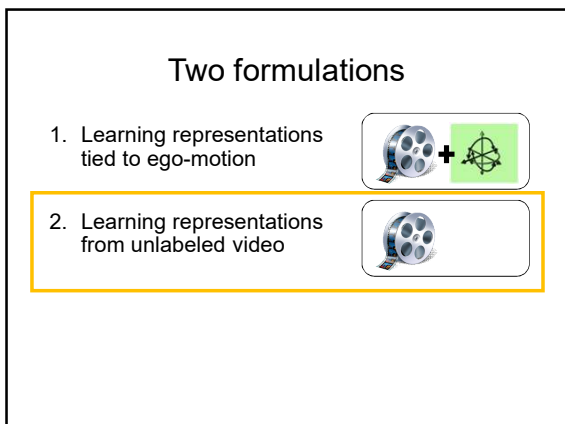 Two formulations
1. Learning representations
tied to ego-motion
+
2. Learning representations
from unlabeled video